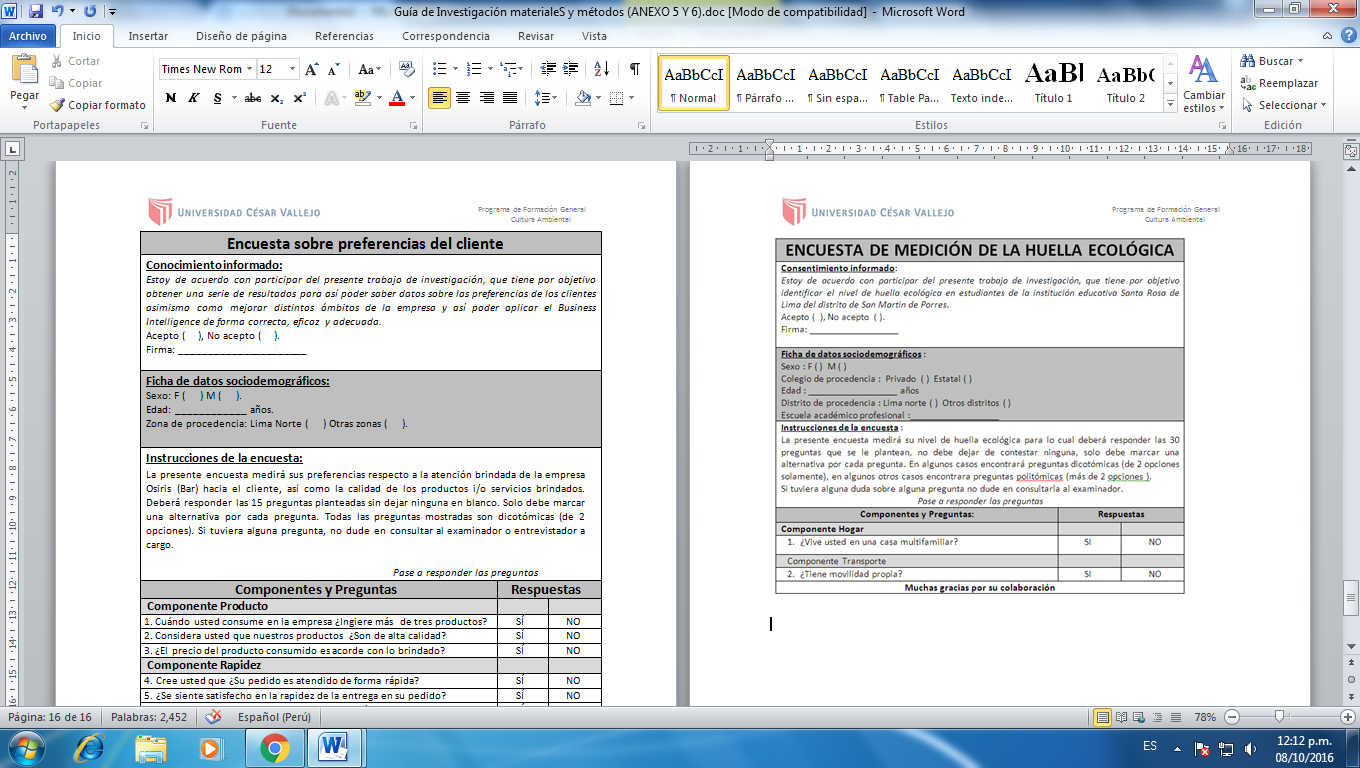 Guía de Investigación materialeS y métodos (ANEXO 5 Y 6).doc [Modo de compatibilidad] - Microsoft Word
Archivo Inicio Insertar Diseño de página Referencias Correspondencia Revisar Vista
Pegar
Cortar
Copiar
Copiar formato
Portapapeles
Times New Rom 12
N K S abc x₂ x² A ab A
Fuente
Párrafo
AaBbCcI AaBbCcI AaBbCcI AaBbCcI AaBbCcI AaBl AaBbC
¶ Normal ¶ Párrafo ... ¶ Sin espa... ¶ Table Pa... Texto inde... Título 1 Título 2
Cambiar estilos
Estilos
Buscar
Reemplazar
Seleccionar
Edición
UNIVERSIDAD CÉSAR VALLEJO
Programa de Formación General
Cultura Ambiental
Encuesta sobre preferencias del cliente
Conocimiento informado:
Estoy de acuerdo con participar del presente trabajo de investigación, que tiene por objetivo
obtener una serie de resultados para así poder saber datos sobre las preferencias de los clientes
asimismo como mejorar distintos ámbitos de la empresa y así poder aplicar el Business
Intelligence de forma correcta, eficaz y adecuada.
Acepto ( ), No acepto ( ).
Firma: ______________________
Ficha de datos sociodemográficos:
Sexo: F ( ) M ( ).
Edad: ____________ años.
Zona de procedencia: Lima Norte ( ) Otras zonas ( ).
Instrucciones de la encuesta:
La presente encuesta medirá sus preferencias respecto a la atención brindada de la empresa
Osiris (Bar) hacia el cliente, así como la calidad de los productos i/o servicios brindados.
Deberá responder las 15 preguntas planteadas sin dejar ninguna en blanco. Solo debe marcar
una alternativa por cada pregunta. Todas las preguntas mostradas son dicotómicas (de 2
opciones). Si tuviera alguna pregunta, no dude en consultar al examinador o entrevistador a
cargo.
Pase a responder las preguntas
Componentes y Preguntas Respuestas
Componente Producto
1. Cuándo usted consume en la empresa ¿Ingiere más de tres productos? SÍ NO
2. Considera usted que nuestros productos ¿Son de alta calidad? SÍ NO
3. ¿El precio del producto consumido es acorde con lo brindado? SÍ NO
Componente Rapidez
4. Cree usted que ¿Su pedido es atendido de forma rápida? SÍ NO
5. ¿Se siente satisfecho en la rapidez de la entrega en su pedido? SÍ NO
UNIVERSIDAD CÉSAR VALLEJO
Programa de Formación General
Cultura Ambiental
ENCUESTA DE MEDICIÓN DE LA HUELLA ECOLÓGICA
Consentimiento informado:
Estoy de acuerdo con participar del presente trabajo de investigación, que tiene por objetivo
identificar el nivel de huella ecológica en estudiantes de la institución educativa Santa Rosa de
Lima del distrito de San Martin de Porres.
Acepto ( ), No acepto ( ).
Firma: __________________
Ficha de datos sociodemográficos :
Sexo : F ( ) M ( )
Colegio de procedencia : Privado ( ) Estatal ( )
Edad : __________________ años
Distrito de procedencia : Lima norte ( ) Otros distritos ( )
Escuela académico profesional :__________________
Instrucciones de la encuesta :
La presente encuesta medirá su nivel de huella ecológica para lo cual deberá responder las 30
preguntas que se le plantean, no debe dejar de contestar ninguna, solo debe marcar una
alternativa por cada pregunta. En algunos casos encontrará preguntas dicotómicas (de 2 opciones
solamente), en algunos otros casos encontrara preguntas politómicas (más de 2 opciones ).
Si tuviera alguna duda sobre alguna pregunta no dude en consultarla al examinador.
Pase a responder las preguntas
Componentes y Preguntas: Respuestas
Componente Hogar
1. ¿Vive usted en una casa multifamiliar? SI NO
Componente Transporte
2. ¿Tiene movilidad propia? SI NO
Muchas gracias por su colaboración
Página: 16 de 16 Palabras: 2,452 Español (Perú) 78%
ES 12:12 p.m.
08/10/2016